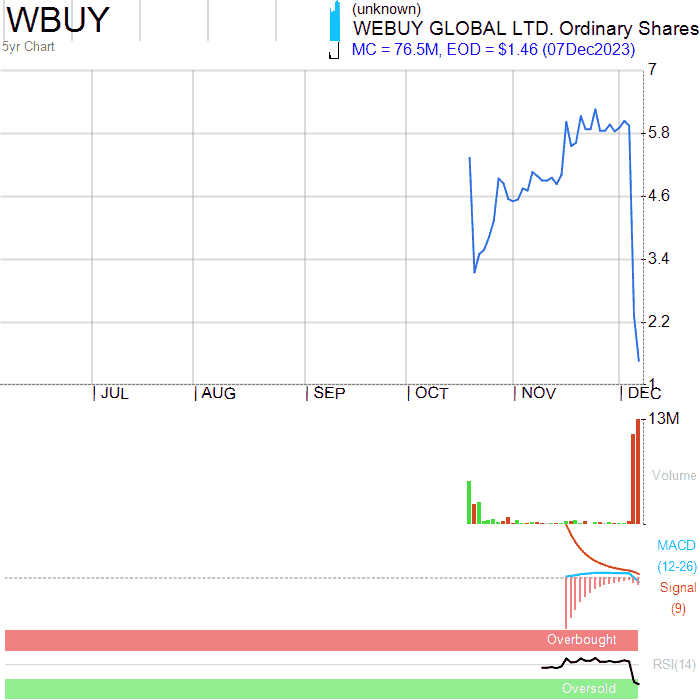 WBUY
5yr Chart
(unknown)
WEBUY GLOBAL LTD. Ordinary Shares
MC = 76.5M, EOD = $1.46 (07Dec2023)
7
5.8
4.6
3.4
2.2
1
JUL AUG SEP OCT NOV DEC
13M
Volume
MACD
(12-26)
Signal
(9)
Overbought
RSI(14)
Oversold